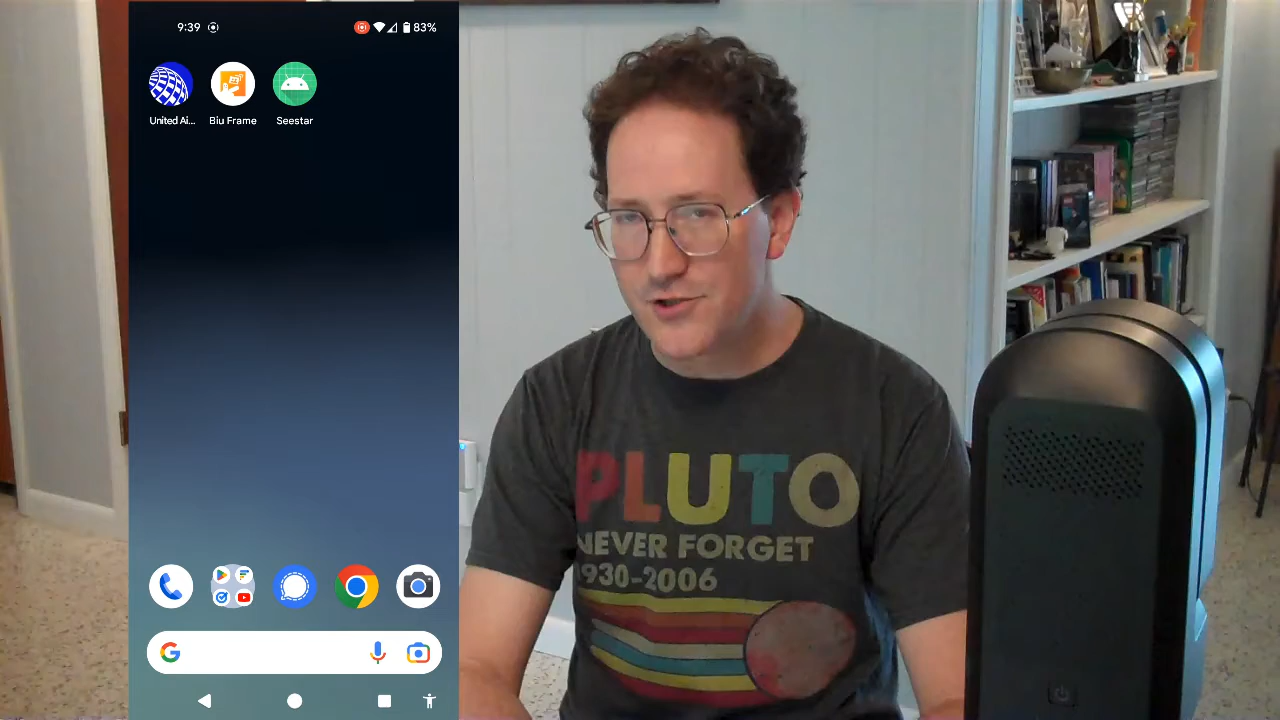 9:39
83%
United Ai...
Biu Frame
Seestar
PLUTO
NEVER FORGET
1930-2006